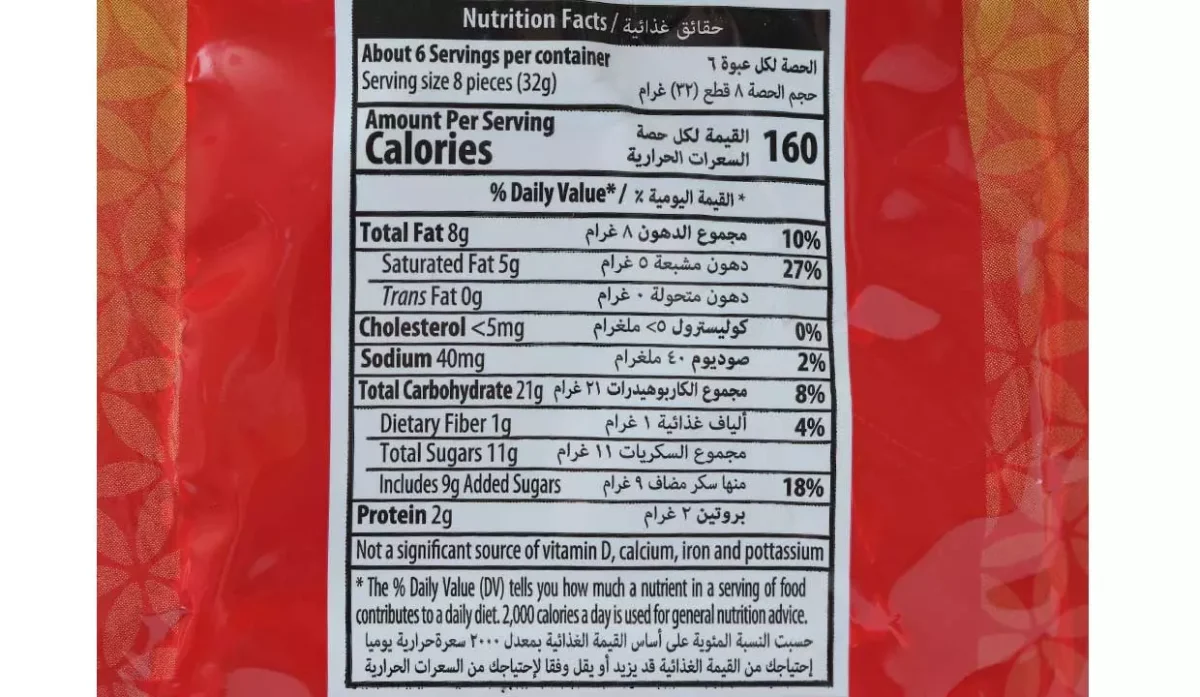 Nutrition Facts / حقائق غذائية
About 6 Servings per container الحصة لكل عبوة ٦
Serving size 8 pieces (32g) حجم الحصة ٨ قطع (٣٢) غرام
Amount Per Serving القيمة لكل حصة
Calories السعرات الحرارية 160
% Daily Value* / القيمة اليومية ٪ *
Total Fat 8g مجموع الدهون ٨ غرام 10%
Saturated Fat 5g دهون مشبعة ٥ غرام 27%
Trans Fat 0g دهون متحولة ٠ غرام
Cholesterol <5mg كوليسترول ٥> ملغرام 0%
Sodium 40mg صوديوم ٤٠ ملغرام 2%
Total Carbohydrate 21g مجموع الكاربوهيدرات ٢١ غرام 8%
Dietary Fiber 1g ألياف غذائية ١ غرام 4%
Total Sugars 11g مجموع السكريات ١١ غرام
Includes 9g Added Sugars منها سكر مضاف ٩ غرام 18%
Protein 2g بروتين ٢ غرام
Not a significant source of vitamin D, calcium, iron and pottassium
* The % Daily Value (DV) tells you how much a nutrient in a serving of food
contributes to a daily diet. 2,000 calories a day is used for general nutrition advice.
حسبت النسبة المئوية على أساس القيمة الغذائية بمعدل ٢٠٠٠ سعرةحرارية يوميا
إحتياجك من القيمة الغذائية قد يزيد أو يقل وفقا لإحتياجك من السعرات الحرارية